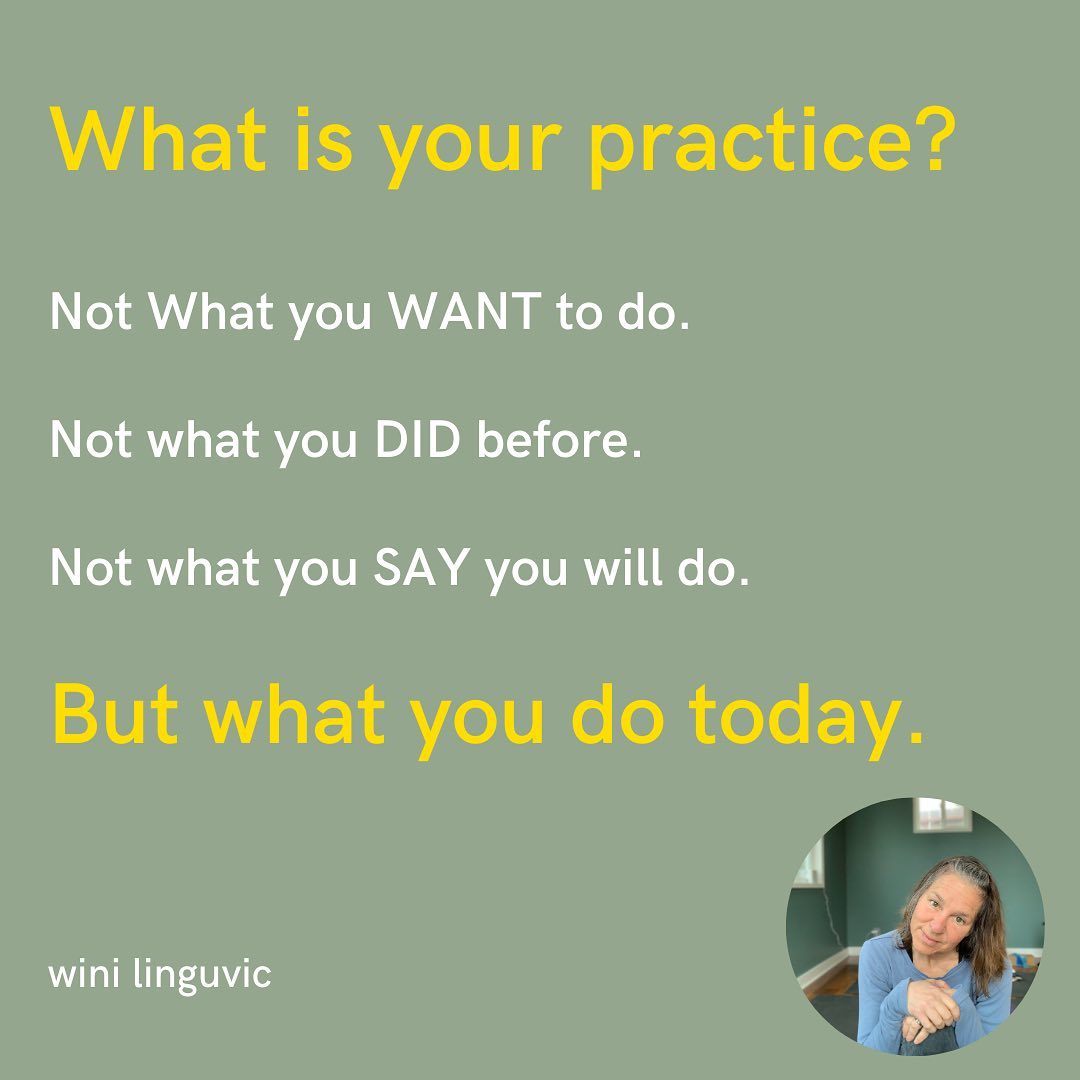 What is your practice?
Not What you WANT to do.
Not what you DID before.
Not what you SAY you will do.
But what you do today.
wini linguvic